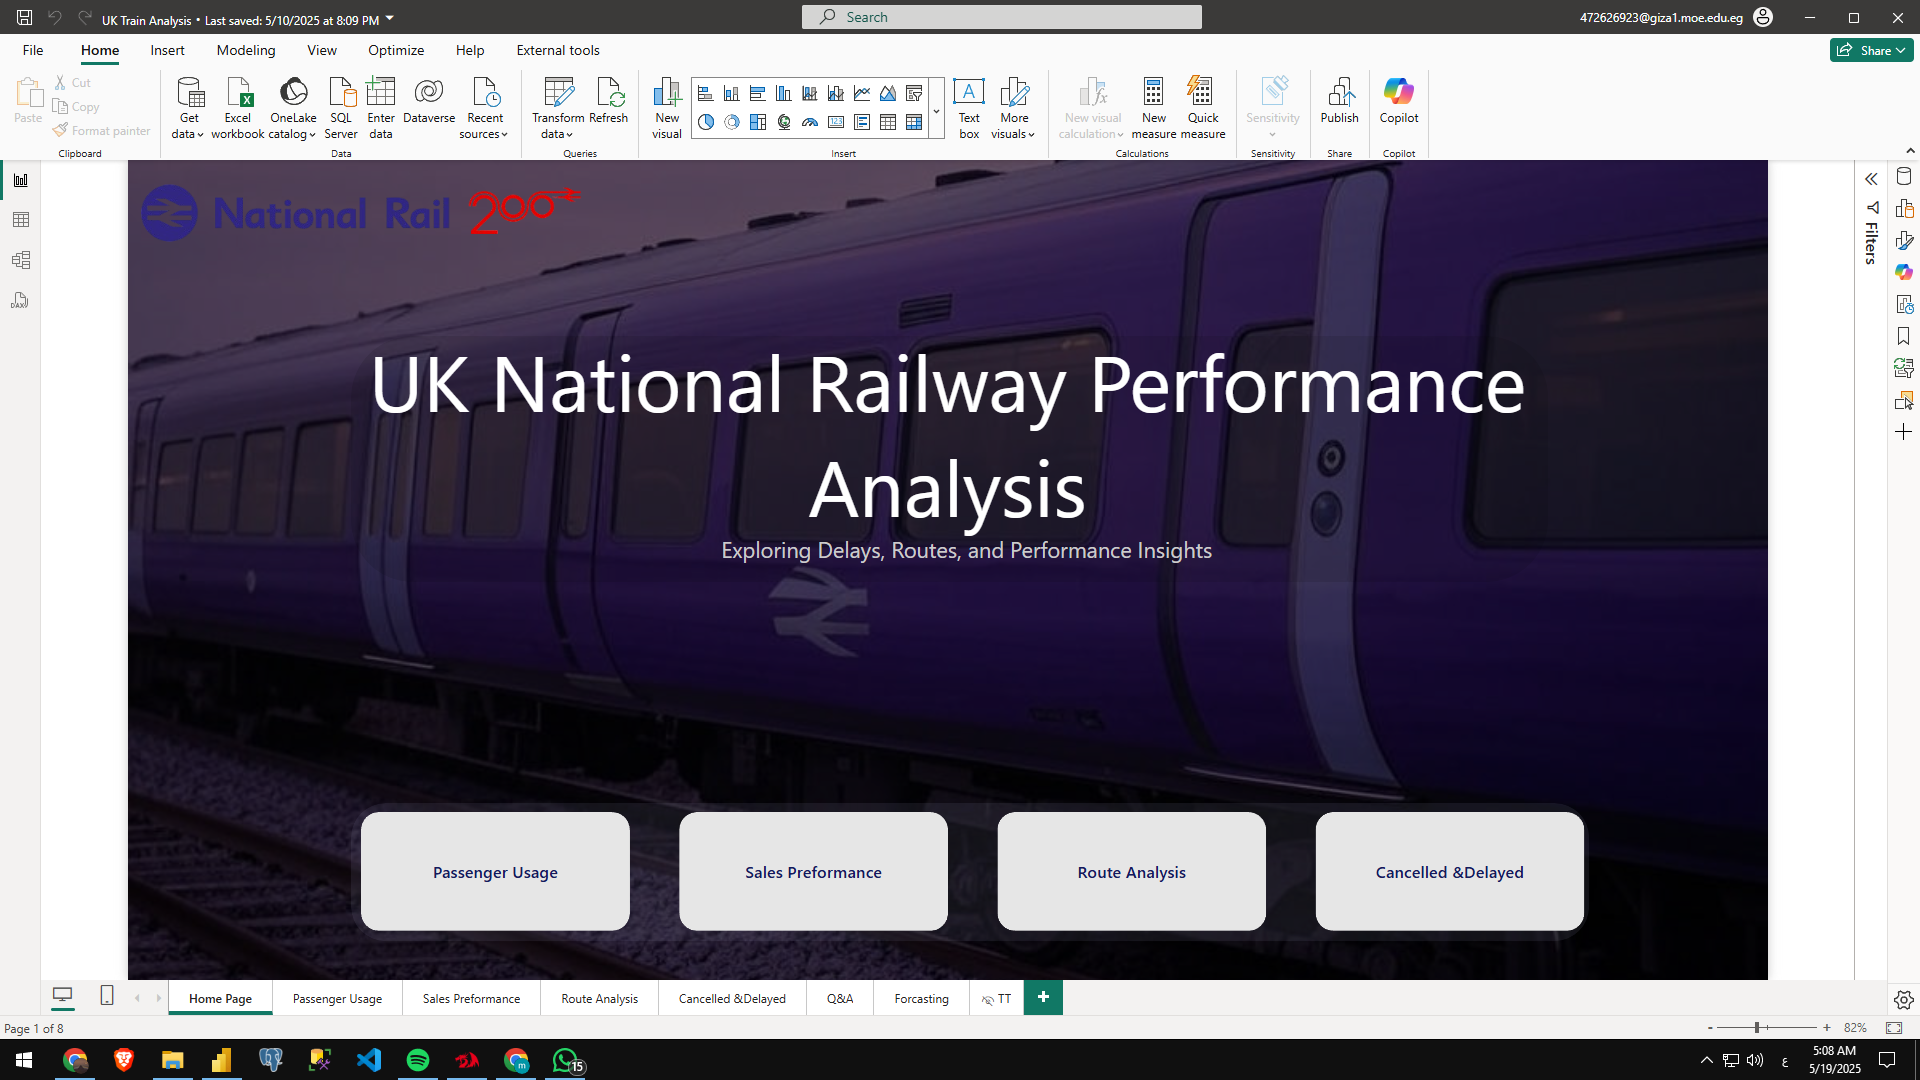 UK Train Analysis • Last saved: 5/10/2025 at 8:09 PM
Search
472626923@giza1.moe.edu.eg
File Home Insert Modeling View Optimize Help External tools
Share
Paste
Cut
Copy
Format painter
Clipboard
Get data
Excel workbook
OneLake catalog
SQL Server
Enter data
Dataverse
Recent sources
Data
Transform data
Refresh
Queries
New visual
Text box
More visuals
Insert
New visual calculation
New measure
Quick measure
Calculations
Sensitivity
Sensitivity
Publish
Share
Copilot
Copilot
DAX
Filters
National Rail 200
UK National Railway Performance
Analysis
Exploring Delays, Routes, and Performance Insights
Passenger Usage
Sales Preformance
Route Analysis
Cancelled &Delayed
Home Page
Passenger Usage
Sales Preformance
Route Analysis
Cancelled &Delayed
Q&A
Forcasting
TT
+
Page 1 of 8
- + 82%
15
ع
5:08 AM
5/19/2025